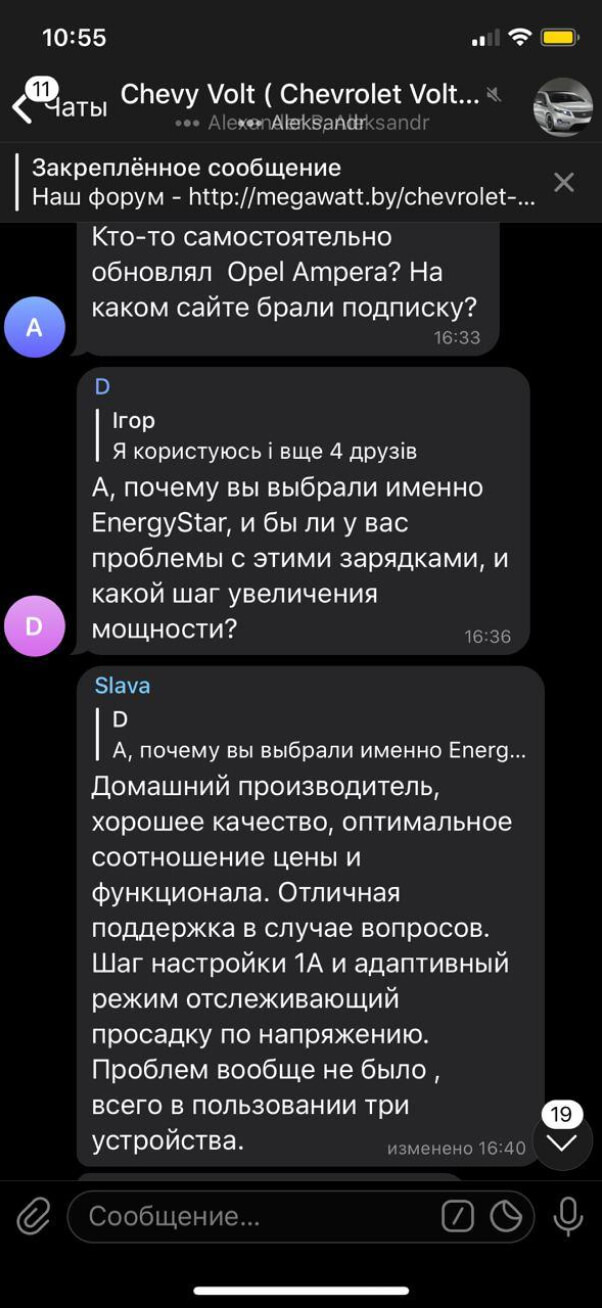 10:55
11
Чаты
Chevy Volt ( Chevrolet Volt...
Закреплённое сообщение
Наш форум - http://megawatt.by/chevrolet-...
Кто-то самостоятельно
обновлял Opel Ampera? На
каком сайте брали подписку?
16:33
A
D
Ігор
Я користуюсь і вще 4 друзів
А, почему вы выбрали именно
EnergyStar, и бы ли у вас
проблемы с этими зарядками, и
какой шаг увеличения
мощности?
16:36
D
Slava
D
А, почему вы выбрали именно Energ...
Домашний производитель,
хорошее качество, оптимальное
соотношение цены и
функционала. Отличная
поддержка в случае вопросов.
Шаг настройки 1А и адаптивный
режим отслеживающий
просадку по напряжению.
Проблем вообще не было ,
всего в пользовании три
устройства.
изменено 16:40
19
Сообщение...